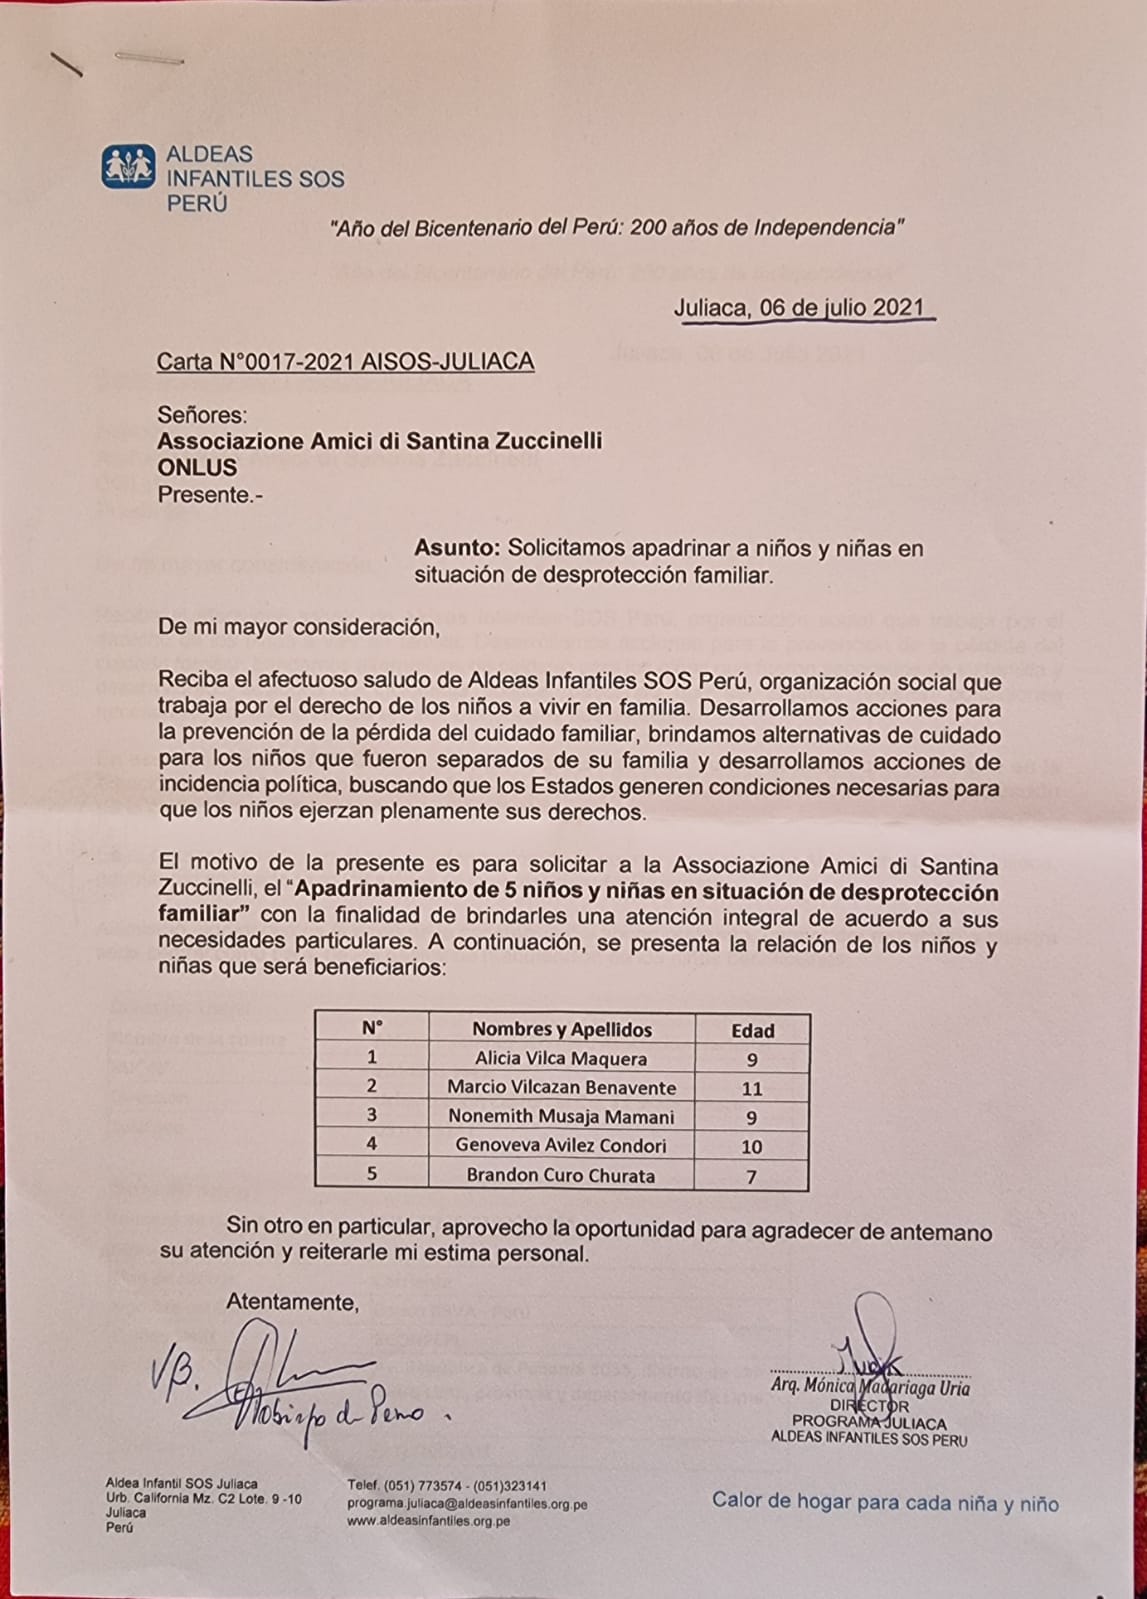 ALDEAS
INFANTILES SOS
PERÚ
"Año del Bicentenario del Perú: 200 años de Independencia"
Juliaca, 06 de julio 2021
Carta N°0017-2021 AISOS-JULIACA
Señores:
Associazione Amici di Santina Zuccinelli
ONLUS
Presente.-
Asunto: Solicitamos apadrinar a niños y niñas en
situación de desprotección familiar.
De mi mayor consideración,
Reciba el afectuoso saludo de Aldeas Infantiles SOS Perú, organización social que
trabaja por el derecho de los niños a vivir en familia. Desarrollamos acciones para
la prevención de la pérdida del cuidado familiar, brindamos alternativas de cuidado
para los niños que fueron separados de su familia y desarrollamos acciones de
incidencia política, buscando que los Estados generen condiciones necesarias para
que los niños ejerzan plenamente sus derechos.
El motivo de la presente es para solicitar a la Associazione Amici di Santina
Zuccinelli, el "Apadrinamiento de 5 niños y niñas en situación de desprotección
familiar" con la finalidad de brindarles una atención integral de acuerdo a sus
necesidades particulares. A continuación, se presenta la relación de los niños y
niñas que será beneficiarios:
N° Nombres y Apellidos Edad
1 Alicia Vilca Maquera 9
2 Marcio Vilcazan Benavente 11
3 Nonemith Musaja Mamani 9
4 Genoveva Avilez Condori 10
5 Brandon Curo Churata 7
Sin otro en particular, aprovecho la oportunidad para agradecer de antemano
su atención y reiterarle mi estima personal.
Atentamente,
VB.
Arq. Mónica Madariaga Uria
DIRECTOR
PROGRAMA JULIACA
ALDEAS INFANTILES SOS PERU
Aldea Infantil SOS Juliaca
Urb. California Mz. C2 Lote. 9 -10
Juliaca
Perú
Telef. (051) 773574 - (051)323141
programa.juliaca@aldeasinfantiles.org.pe
www.aldeasinfantiles.org.pe
Calor de hogar para cada niña y niño